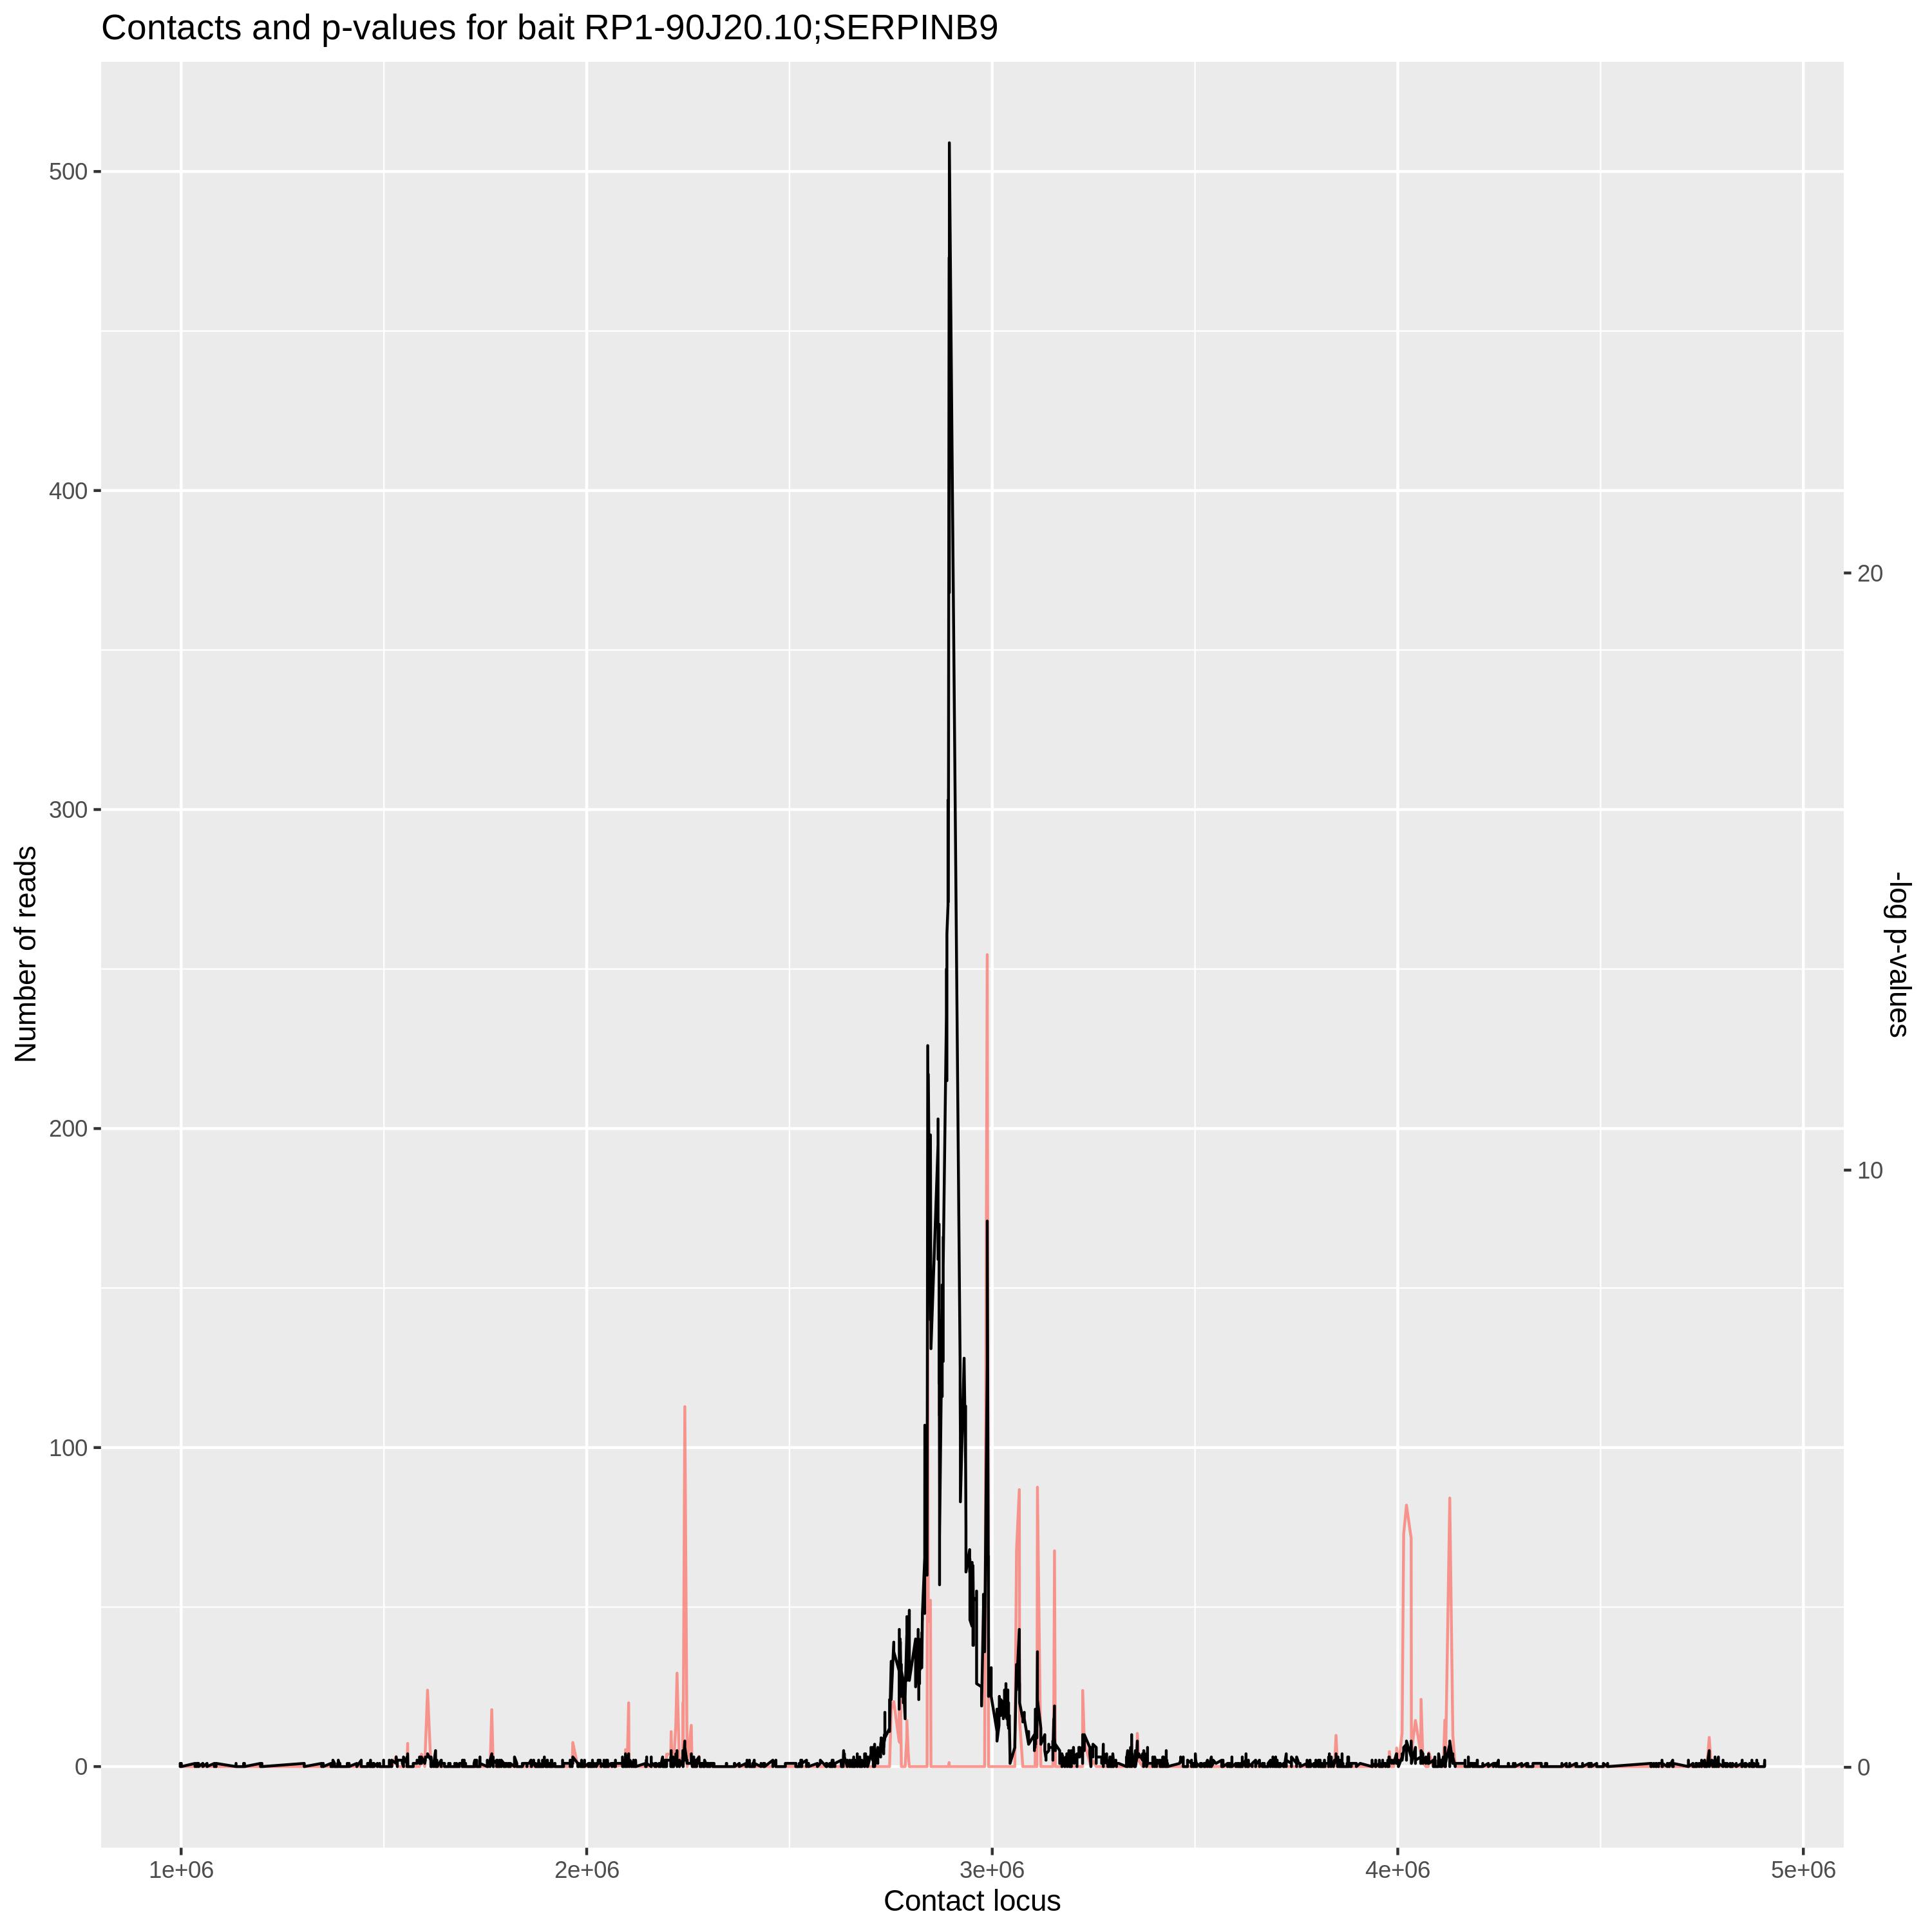 Contacts and p-values for bait RP1-90J20.10;SERPINB9
Number of reads
500
400
300
200
100
0
20
10
0
-log p-values
1e+06 2e+06 3e+06 4e+06 5e+06
Contact locus